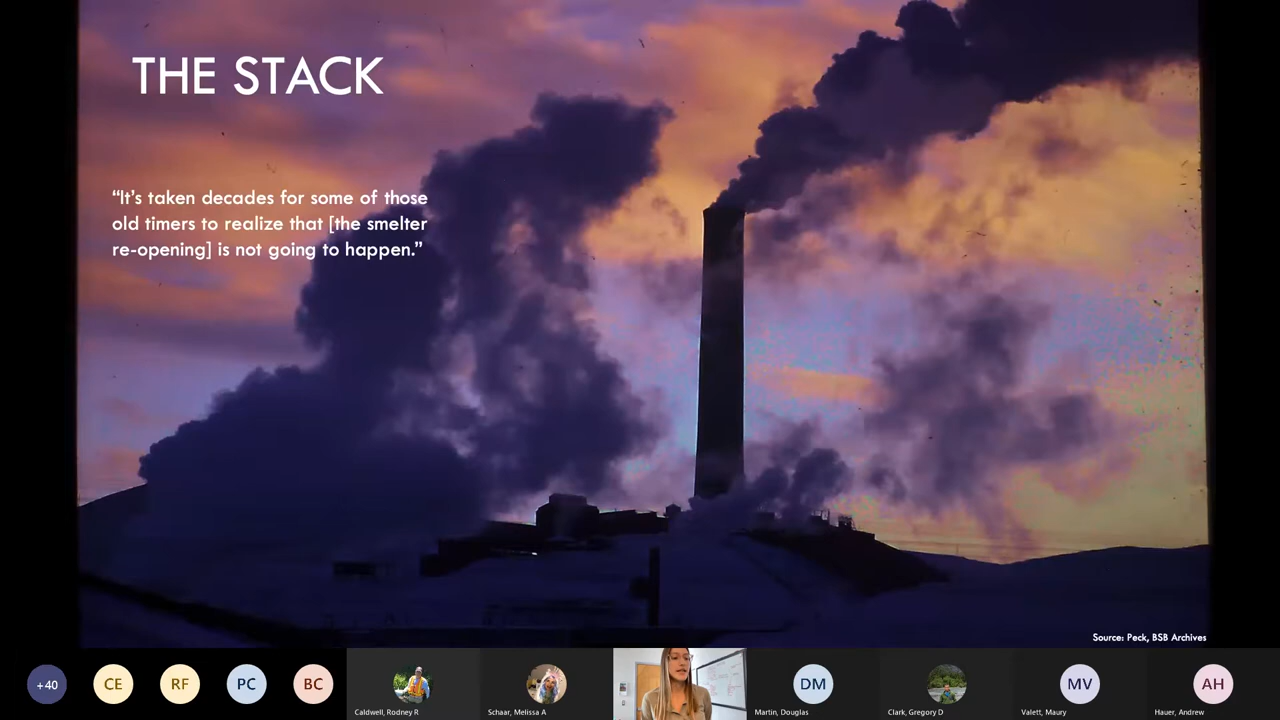 THE STACK
“It’s taken decades for some of those
old timers to realize that [the smelter
re-opening] is not going to happen.”
Source: Peck, BSB Archives
+40
CE
RF
PC
BC
Caldwell, Rodney R
Schaar, Melissa A
DM
Martin, Douglas
Clark, Gregory D
MV
Valett, Maury
AH
Hauer, Andrew